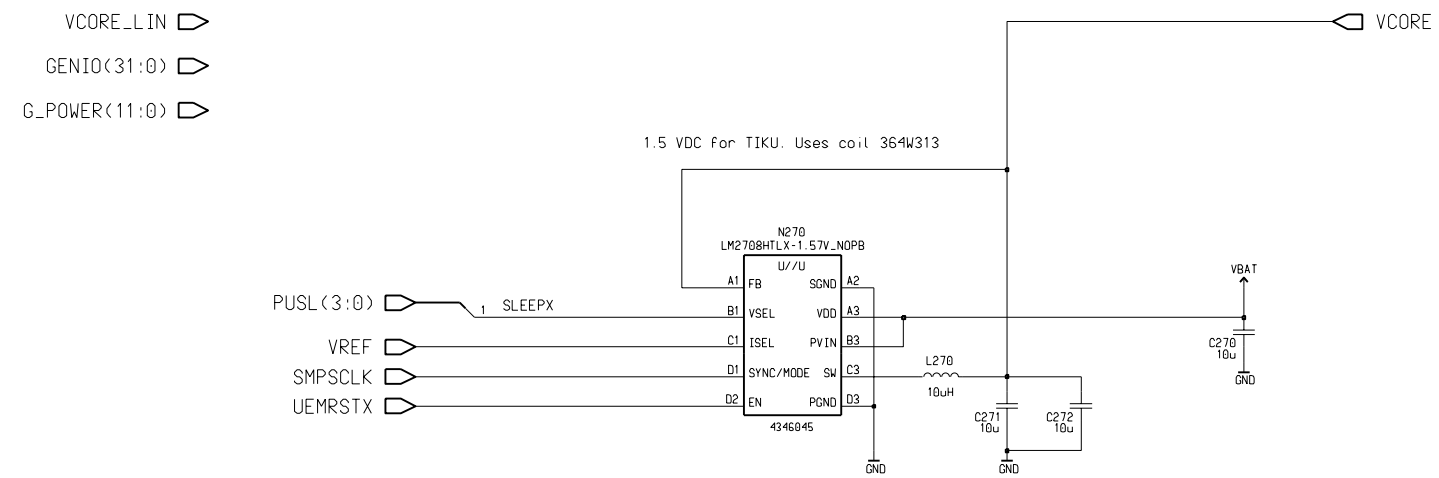 VCORE_LIN
VCORE
GENIO(31:0)
G_POWER(11:0)
1.5 VDC for TIKU. Uses coil 364W313
N270
LM2708HTLX-1.57V_NOPB
U//U
A1 FB SGND A2
VBAT
PUSL(3:0) 1 SLEEPX
B1 VSEL VDD A3
VREF C1 ISEL PVIN B3
C270
10u
GND
SMPSCLK D1 SYNC/MODE SW C3
L270
10uH
UEMRSTX D2 EN PGND D3
4346045
C271
10u
C272
10u
GND
GND